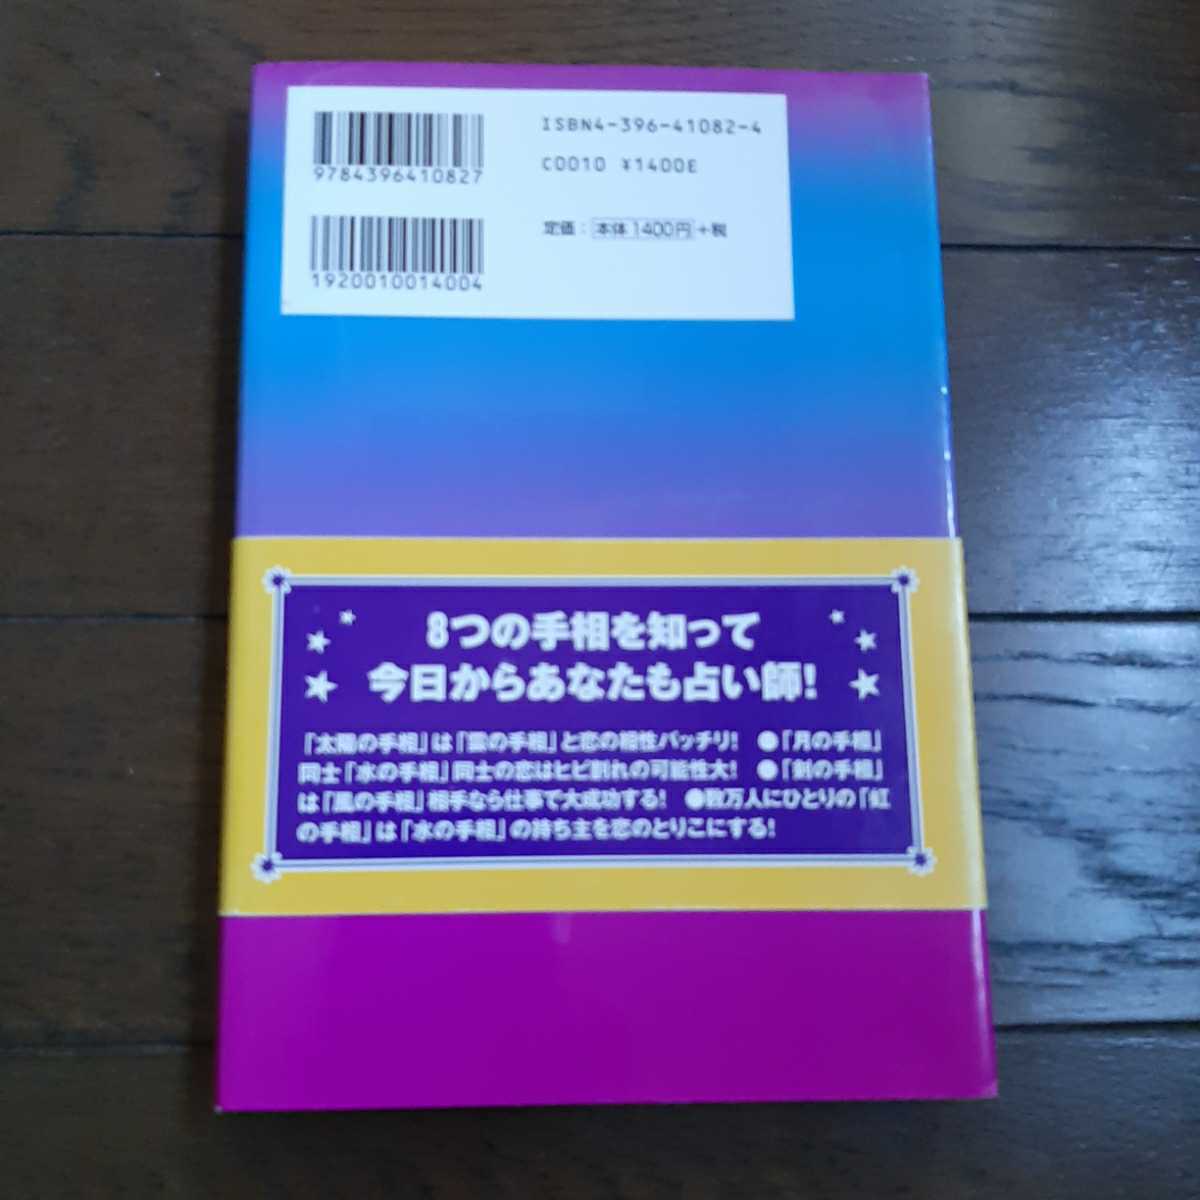 9784396410827
ISBN4-396-41082-4
C0010 ¥1400E
1920010014004
定価：本体1400円+税
8つの手相を知って
今日からあなたも占い師!
「太陽の手相」は「雲の手相」と恋の相性バッチリ! ●「月の手相」
同士「水の手相」同士の恋はヒビ割れの可能性大! ●「剣の手相」
は「風の手相」相手なら仕事で大成功する! ●数万人にひとりの「虹
の手相」は「水の手相」の持ち主を恋のとりこにする!